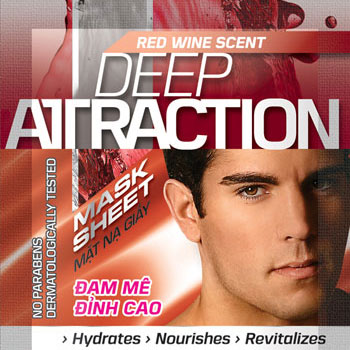 RED WINE SCENT
DEEP
ATTRACTION
MASK
SHEET
MẶT NẠ GIẤY
NO PARABENS
DERMATOLOGICALLY TESTED
ĐAM MÊ
ĐỈNH CAO
› Hydrates › Nourishes › Revitalizes